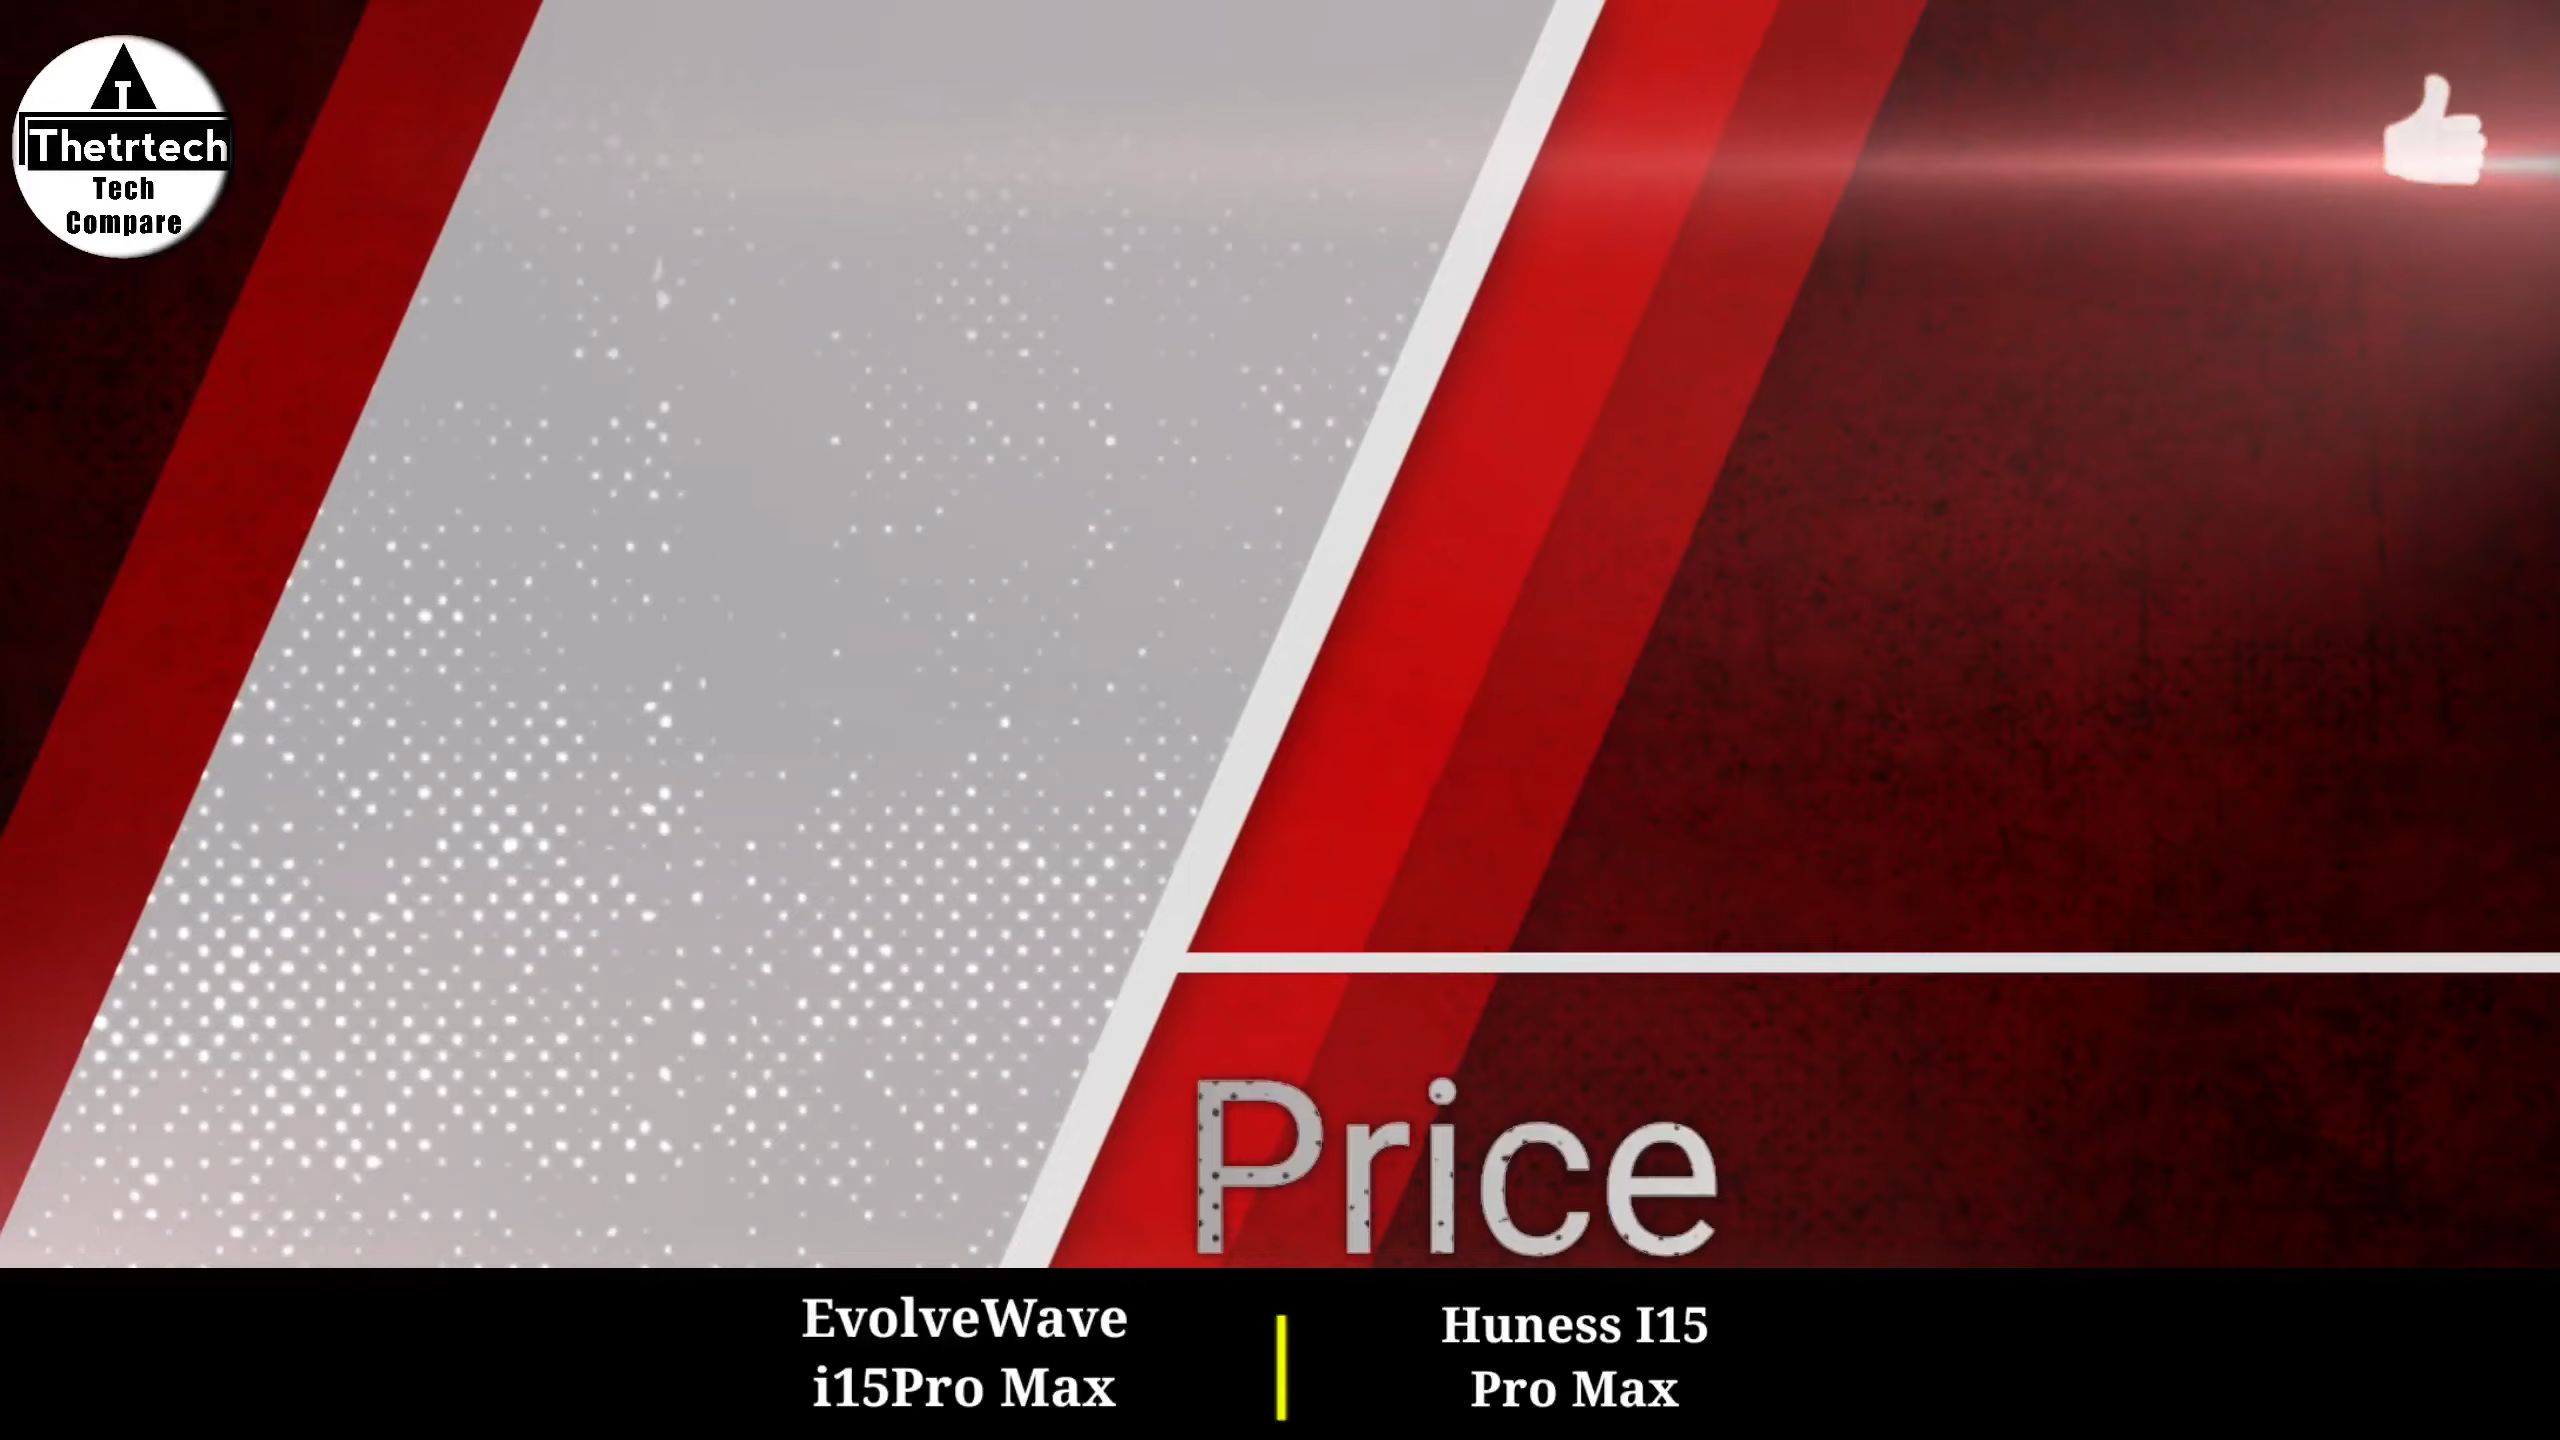 T
Thetrtech
Tech
Compare
Price
EvolveWave
i15Pro Max
Huness I15
Pro Max